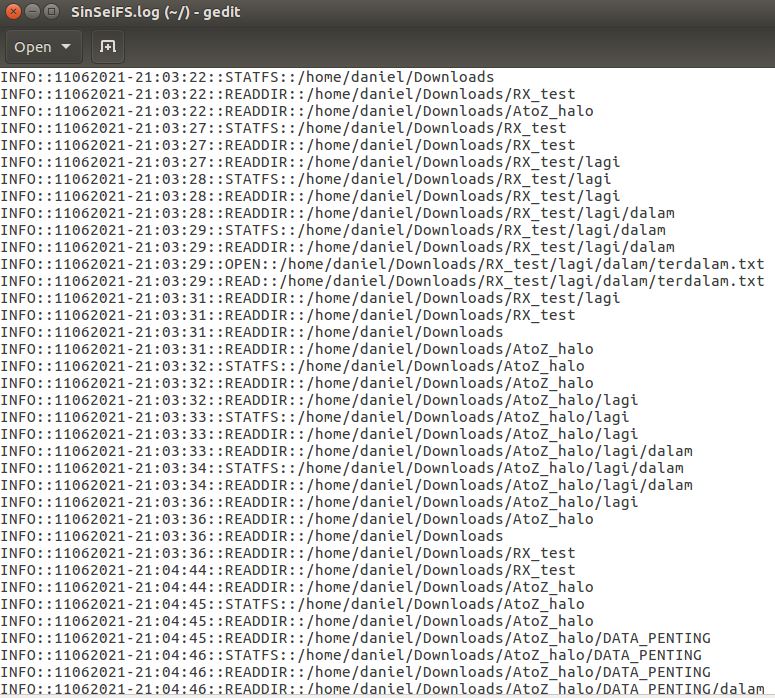 SinSeiFS.log (~/) - gedit
Open
INFO::11062021-21:03:22::STATFS::/home/daniel/Downloads
INFO::11062021-21:03:22::READDIR::/home/daniel/Downloads/RX_test
INFO::11062021-21:03:22::READDIR::/home/daniel/Downloads/AtoZ_halo
INFO::11062021-21:03:27::STATFS::/home/daniel/Downloads/RX_test
INFO::11062021-21:03:27::READDIR::/home/daniel/Downloads/RX_test
INFO::11062021-21:03:27::READDIR::/home/daniel/Downloads/RX_test/lagi
INFO::11062021-21:03:28::STATFS::/home/daniel/Downloads/RX_test/lagi
INFO::11062021-21:03:28::READDIR::/home/daniel/Downloads/RX_test/lagi
INFO::11062021-21:03:28::READDIR::/home/daniel/Downloads/RX_test/lagi/dalam
INFO::11062021-21:03:29::STATFS::/home/daniel/Downloads/RX_test/lagi/dalam
INFO::11062021-21:03:29::READDIR::/home/daniel/Downloads/RX_test/lagi/dalam
INFO::11062021-21:03:29::OPEN::/home/daniel/Downloads/RX_test/lagi/dalam/terdalam.txt
INFO::11062021-21:03:29::READ::/home/daniel/Downloads/RX_test/lagi/dalam/terdalam.txt
INFO::11062021-21:03:31::READDIR::/home/daniel/Downloads/RX_test/lagi
INFO::11062021-21:03:31::READDIR::/home/daniel/Downloads/RX_test
INFO::11062021-21:03:31::READDIR::/home/daniel/Downloads
INFO::11062021-21:03:31::READDIR::/home/daniel/Downloads/AtoZ_halo
INFO::11062021-21:03:32::STATFS::/home/daniel/Downloads/AtoZ_halo
INFO::11062021-21:03:32::READDIR::/home/daniel/Downloads/AtoZ_halo
INFO::11062021-21:03:32::READDIR::/home/daniel/Downloads/AtoZ_halo/lagi
INFO::11062021-21:03:33::STATFS::/home/daniel/Downloads/AtoZ_halo/lagi
INFO::11062021-21:03:33::READDIR::/home/daniel/Downloads/AtoZ_halo/lagi
INFO::11062021-21:03:33::READDIR::/home/daniel/Downloads/AtoZ_halo/lagi/dalam
INFO::11062021-21:03:34::STATFS::/home/daniel/Downloads/AtoZ_halo/lagi/dalam
INFO::11062021-21:03:34::READDIR::/home/daniel/Downloads/AtoZ_halo/lagi/dalam
INFO::11062021-21:03:36::READDIR::/home/daniel/Downloads/AtoZ_halo/lagi
INFO::11062021-21:03:36::READDIR::/home/daniel/Downloads/AtoZ_halo
INFO::11062021-21:03:36::READDIR::/home/daniel/Downloads
INFO::11062021-21:03:36::READDIR::/home/daniel/Downloads/RX_test
INFO::11062021-21:04:44::READDIR::/home/daniel/Downloads/RX_test
INFO::11062021-21:04:44::READDIR::/home/daniel/Downloads/AtoZ_halo
INFO::11062021-21:04:45::STATFS::/home/daniel/Downloads/AtoZ_halo
INFO::11062021-21:04:45::READDIR::/home/daniel/Downloads/AtoZ_halo
INFO::11062021-21:04:45::READDIR::/home/daniel/Downloads/AtoZ_halo/DATA_PENTING
INFO::11062021-21:04:46::STATFS::/home/daniel/Downloads/AtoZ_halo/DATA_PENTING
INFO::11062021-21:04:46::READDIR::/home/daniel/Downloads/AtoZ_halo/DATA_PENTING
INFO::11062021-21:04:46::READDIR::/home/daniel/Downloads/AtoZ_halo/DATA_PENTING/dalam